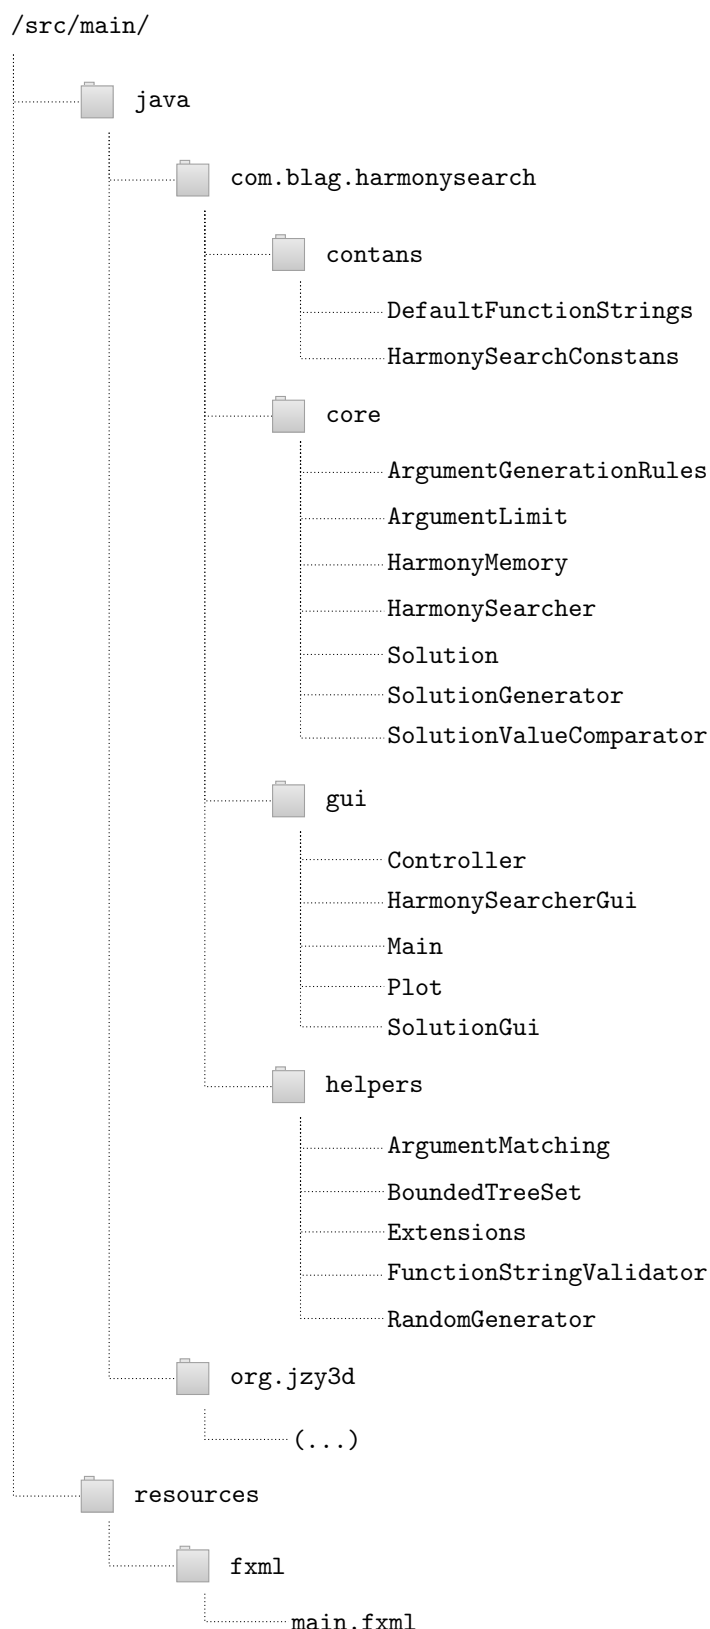 /src/main/
java
com.blag.harmonysearch
contans
DefaultFunctionStrings
HarmonySearchConstans
core
ArgumentGenerationRules
ArgumentLimit
HarmonyMemory
HarmonySearcher
Solution
SolutionGenerator
SolutionValueComparator
gui
Controller
HarmonySearcherGui
Main
Plot
SolutionGui
helpers
ArgumentMatching
BoundedTreeSet
Extensions
FunctionStringValidator
RandomGenerator
org.jzy3d
(...)
resources
fxml
main.fxml